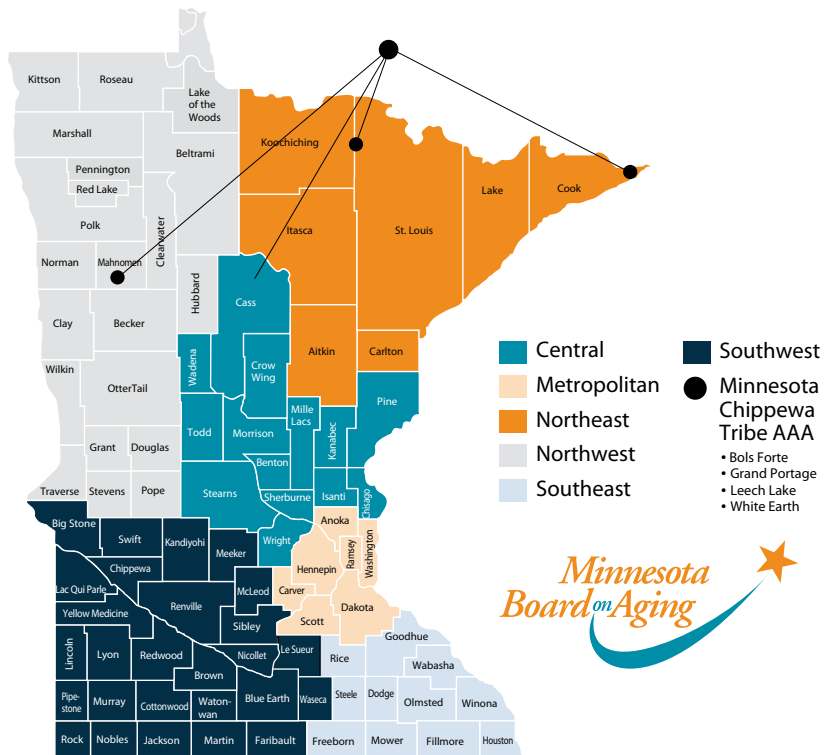 Kittson
Roseau
Lake
of the
Woods
Marshall
Koochiching
Beltrami
Pennington
Red Lake
Lake
Cook
Polk
Clearwater
Itasca
St. Louis
Norman
Mahnomen
Hubbard
Cass
Clay
Becker
Aitkin
Carlton
Wadena
Crow
Wing
Wilkin
OtterTail
Mille
Lacs
Pine
Todd
Morrison
Kanabec
Grant
Douglas
Benton
Traverse
Stevens
Pope
Stearns
Sherburne
Isanti
Chisago
Big Stone
Swift
Kandiyohi
Meeker
Wright
Anoka
Ramsey
Washington
Hennepin
Chippewa
Lac Qui Parle
Renville
McLeod
Carver
Yellow Medicine
Scott
Dakota
Sibley
Goodhue
Lincoln
Lyon
Redwood
Nicollet
Le Sueur
Rice
Wabasha
Brown
Pipe-
stone
Murray
Cottonwood
Waton-
wan
Blue Earth
Waseca
Steele
Dodge
Olmsted
Winona
Rock
Nobles
Jackson
Martin
Faribault
Freeborn
Mower
Fillmore
Houston
Central
Metropolitan
Northeast
Northwest
Southeast
Southwest
Minnesota
Chippewa
Tribe AAA
• Bols Forte
• Grand Portage
• Leech Lake
• White Earth
Minnesota
Board on Aging